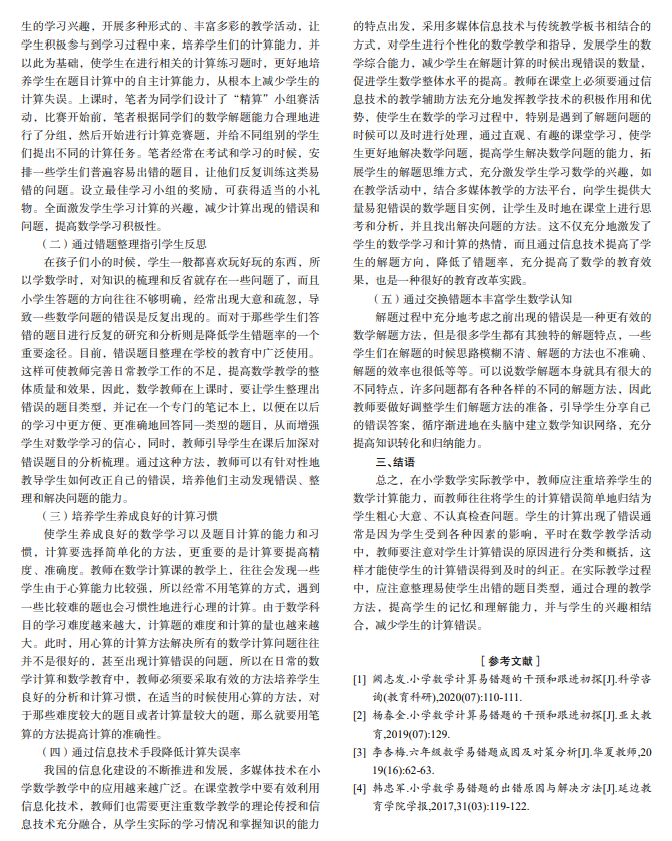 生的学习兴趣，开展多种形式的、丰富多彩的教学活动，让
学生积极参与到学习过程中来，培养学生们的计算能力，并
以此为基础，使学生在进行相关的计算练习题时，更好地培
养学生在题目计算中的自主计算能力，从根本上减少学生的
计算失误。上课时，笔者为同学们设计了“精算”小组赛活
动，比赛开始前，笔者根据同学们的数学解题能力合理地进
行了分组，然后开始进行计算竞赛题，并给不同组别的学生
们提出不同的计算任务。笔者经常在考试和学习的时候，安
排一些学生们普遍容易出错的题目，让他们反复训练这类易
错的问题。设立最佳学习小组的奖励，可获得适当的小礼
物。全面激发学生学习计算的兴趣，减少计算出现的错误和
问题，提高数学学习积极性。
（二）通过错题整理指引学生反思
在孩子们小的时候，学生一般都喜欢玩好玩的东西，所
以学数学时，对知识的梳理和反省就存在一些问题了，而且
小学生答题的方向往往不够明确，经常出现大意和疏忽，导
致一些数学问题的错误是反复出现的。而对于那些学生们答
错的题目进行反复的研究和分析则是降低学生错题率的一个
重要途径。目前，错误题目整理在学校的教育中广泛使用。
这样可使教师完善日常教学工作的不足，提高数学教学的整
体质量和效果，因此，数学教师在上课时，要让学生整理出
错误的题目类型，并记在一个专门的笔记本上，以便在以后
的学习中更方便、更准确地回答同一类型的题目，从而增强
学生对数学学习的信心，同时，教师引导学生在课后加深对
错误题目的分析梳理。通过这种方法，教师可以有针对性地
教导学生如何改正自己的错误，培养他们主动发现错误、整
理和解决问题的能力。
（三）培养学生养成良好的计算习惯
使学生养成良好的数学学习以及题目计算的能力和习
惯，计算要选择简单化的方法，更重要的是计算要提高精
度、准确度。教师在数学计算课的教学上，往往会发现一些
学生由于心算能力比较强，所以经常不用笔算的方式，遇到
一些比较难的题也会习惯性地进行心理的计算。由于数学科
目的学习难度越来越大，计算题的难度和计算的量也越来越
大。此时，用心算的计算方法解决所有的数学计算问题往往
并不是很好的，甚至出现计算错误的问题，所以在日常的数
学计算和数学教育中，教师必须要采取有效的方法培养学生
良好的分析和计算习惯，在适当的时候使用心算的方法，对
于那些难度较大的题目或者计算量较大的题，那么就要用笔
算的方法提高计算的准确性。
（四）通过信息技术手段降低计算失误率
我国的信息化建设的不断推进和发展，多媒体技术在小
学数学教学中的应用越来越广泛。在课堂教学中要有效利用
信息化技术，教师们也需要更注重数学教学的理论传授和信
息技术充分融合，从学生实际的学习情况和掌握知识的能力
的特点出发，采用多媒体信息技术与传统教学板书相结合的
方式，对学生进行个性化的数学教学和指导，发展学生的数
学综合能力，减少学生在解题计算的时候出现错误的数量，
促进学生数学整体水平的提高。教师在课堂上必须要通过信
息技术的教学辅助方法充分地发挥教学技术的积极作用和优
势，使学生在数学的学习过程中，特别是遇到了解题问题的
时候可以及时进行处理，通过直观、有趣的课堂学习，使学
生更好地解决数学问题，提高学生解决数学问题的能力，拓
展学生的解题思维方式，充分激发学生学习数学的兴趣，如
在教学活动中，结合多媒体教学的方法平台，向学生提供大
量易犯错误的数学题目实例，让学生及时地在课堂上进行思
考和分析，并且找出解决问题的方法。这不仅充分地激发了
学生的数学学习和计算的热情，而且通过信息技术提高了学
生的解题方向，降低了错题率，充分提高了数学的教育效
果，也是一种很好的教育改革实践。
（五）通过交换错题本丰富学生数学认知
解题过程中充分地考虑之前出现的错误是一种更有效的
数学解题方法，但是很多学生都有其独特的解题特点，一些
学生们在解题的时候思路模糊不清、解题的方法也不准确、
解题的效率也很低等等。可以说数学解题本身就具有很大的
不同特点，许多问题都有各种各样的不同的解题方法，因此
教师要做好调整学生们解题方法的准备，引导学生分享自己
的错误答案，循序渐进地在头脑中建立数学知识网络，充分
提高知识转化和归纳能力。
三、结语
总之，在小学数学实际教学中，教师应注重培养学生的
数学计算能力，而教师往往将学生的计算错误简单地归结为
学生粗心大意、不认真检查问题。学生的计算出现了错误通
常是因为学生受到各种因素的影响，平时在数学教学活动
中，教师要注意对学生计算错误的原因进行分类和概括，这
样才能使学生的计算错误得到及时的纠正。在实际教学过程
中，应注意整理易使学生出错的题目类型，通过合理的教学
方法，提高学生的记忆和理解能力，并与学生的兴趣相结
合，减少学生的计算错误。
[参考文献]
[1] 阙志发.小学数学计算易错题的干预和跟进初探[J].科学咨
询(教育科研),2020(07):110-111.
[2] 杨春金.小学数学计算易错题的干预和跟进初探[J].亚太教
育,2019(07):129.
[3] 李杏梅.六年级数学易错题成因及对策分析[J].华夏教师,20
19(16):62-63.
[4] 韩忠军.小学数学易错题的出错原因与解决方法[J].延边教
育学院学报,2017,31(03):119-122.